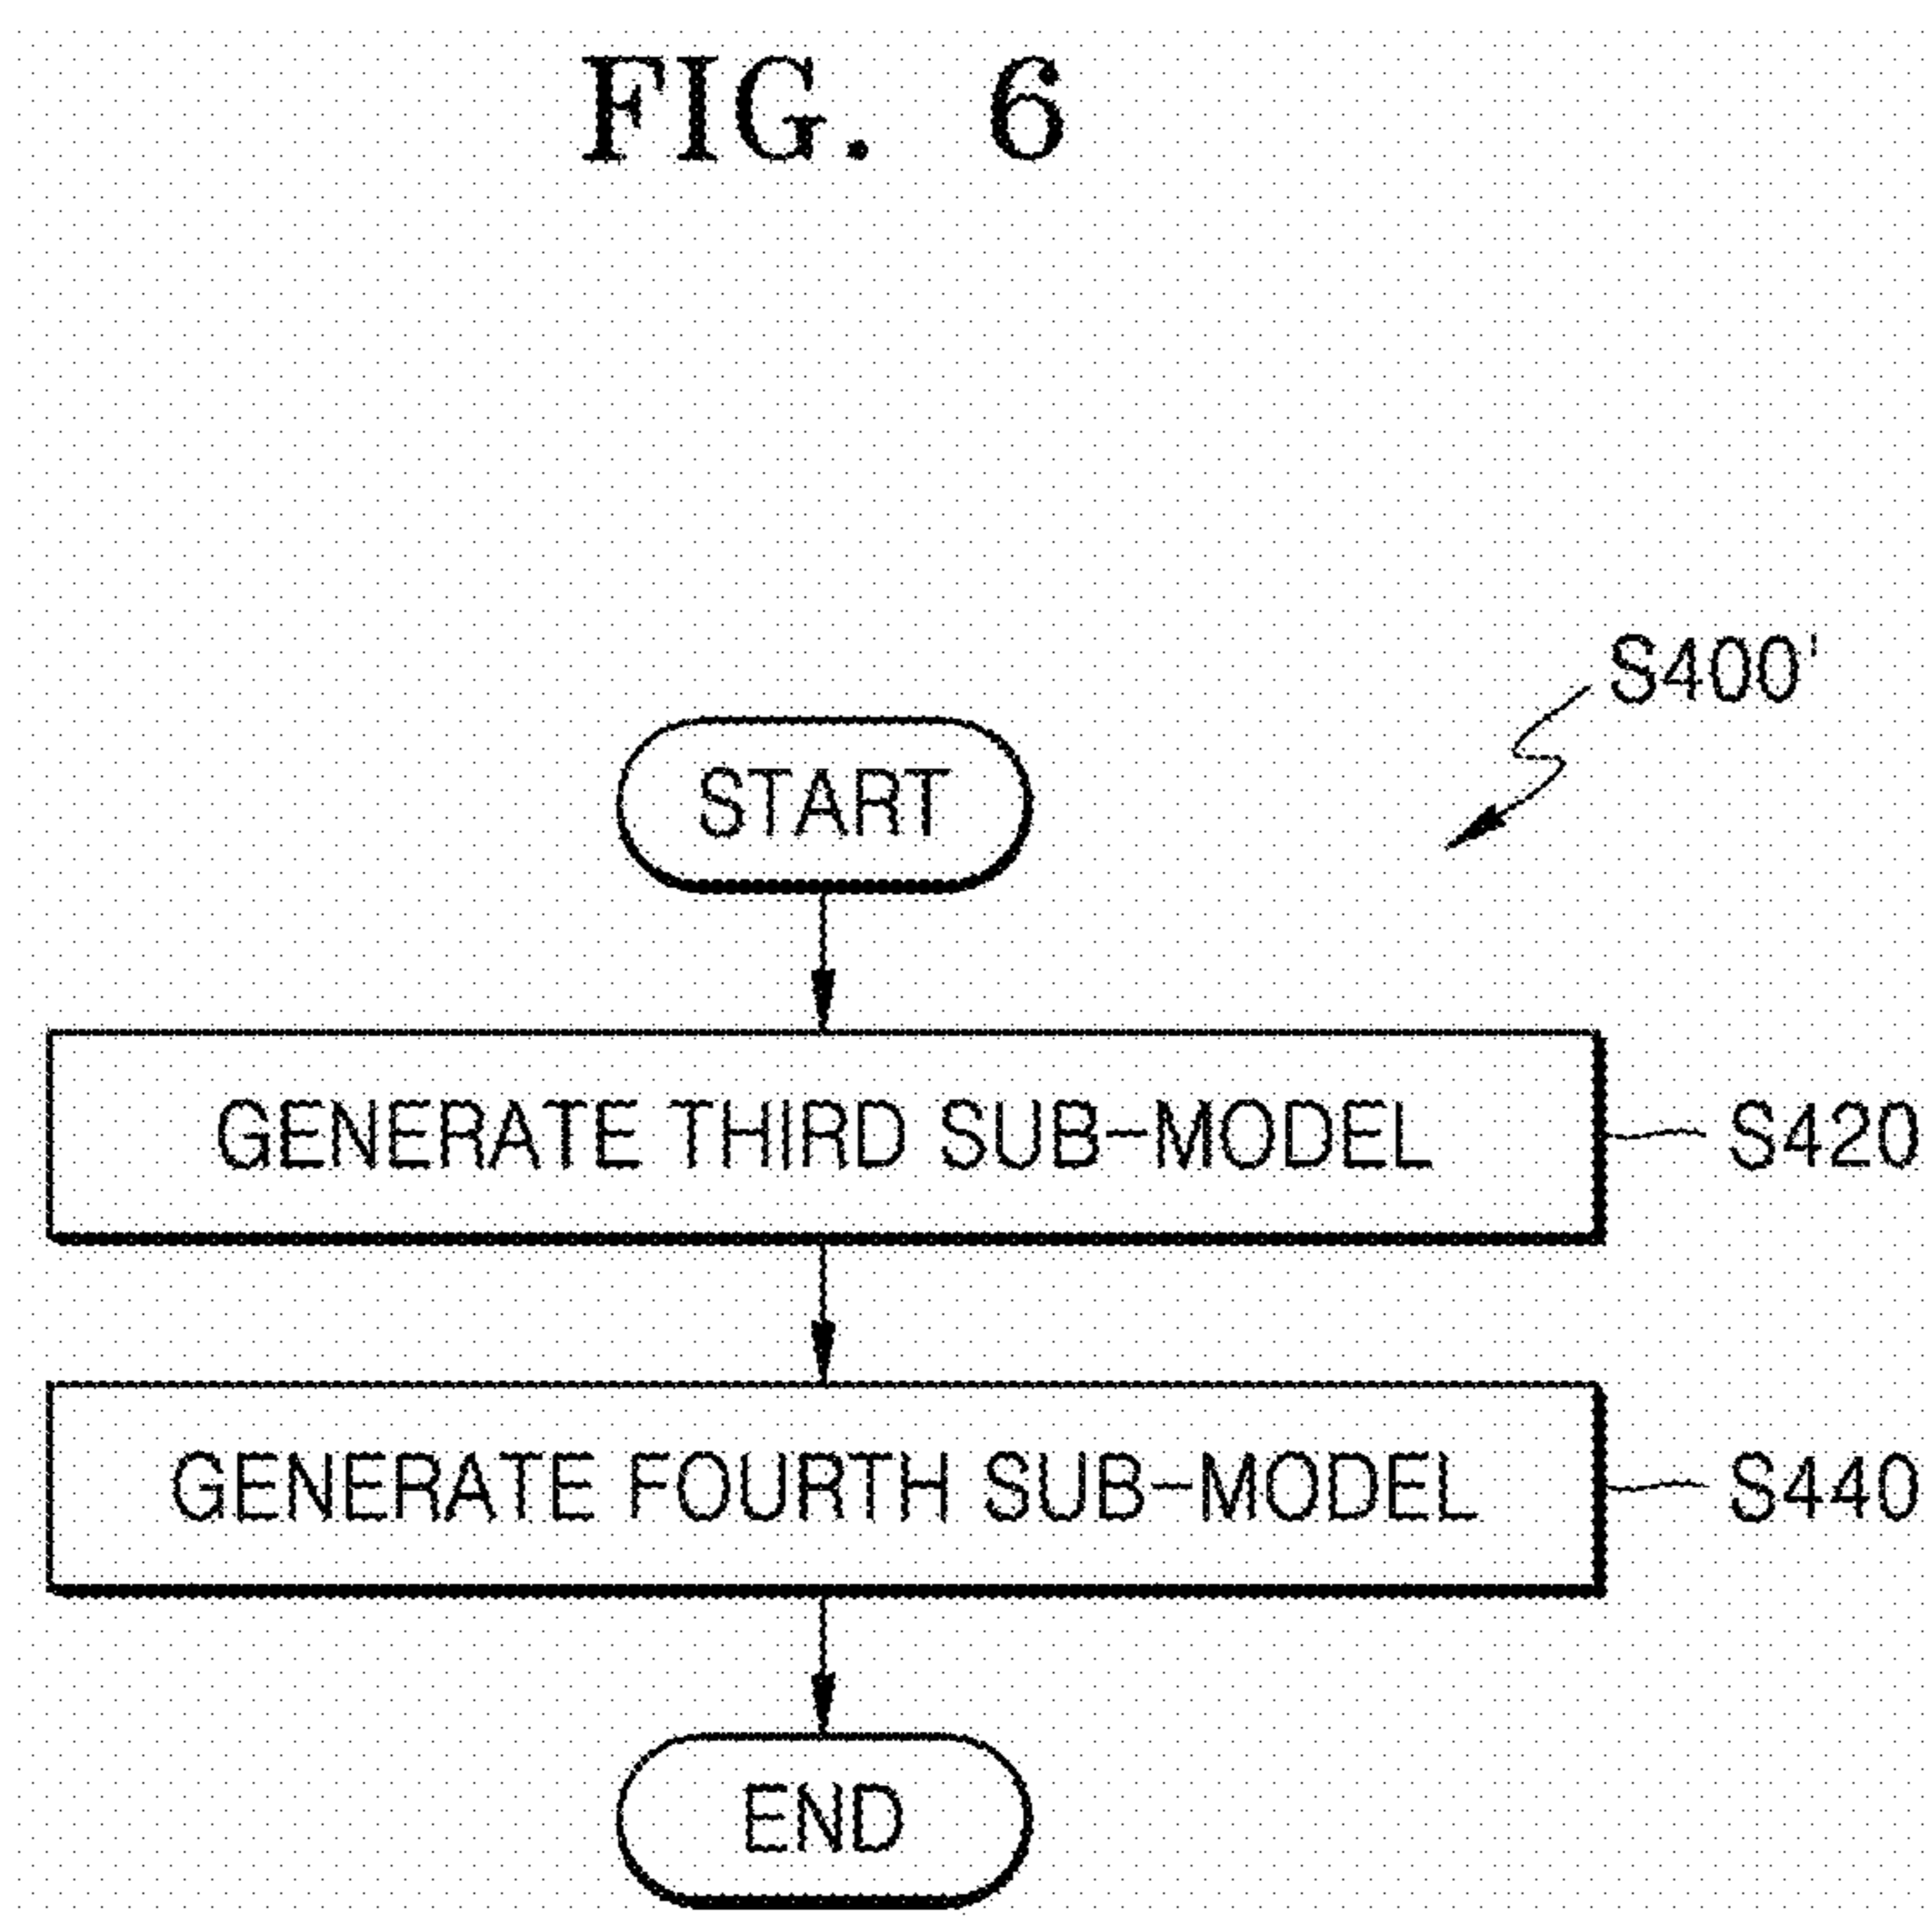 FIG. 6
S400'
START
GENERATE THIRD SUB-MODEL
S420
GENERATE FOURTH SUB-MODEL
S440
END